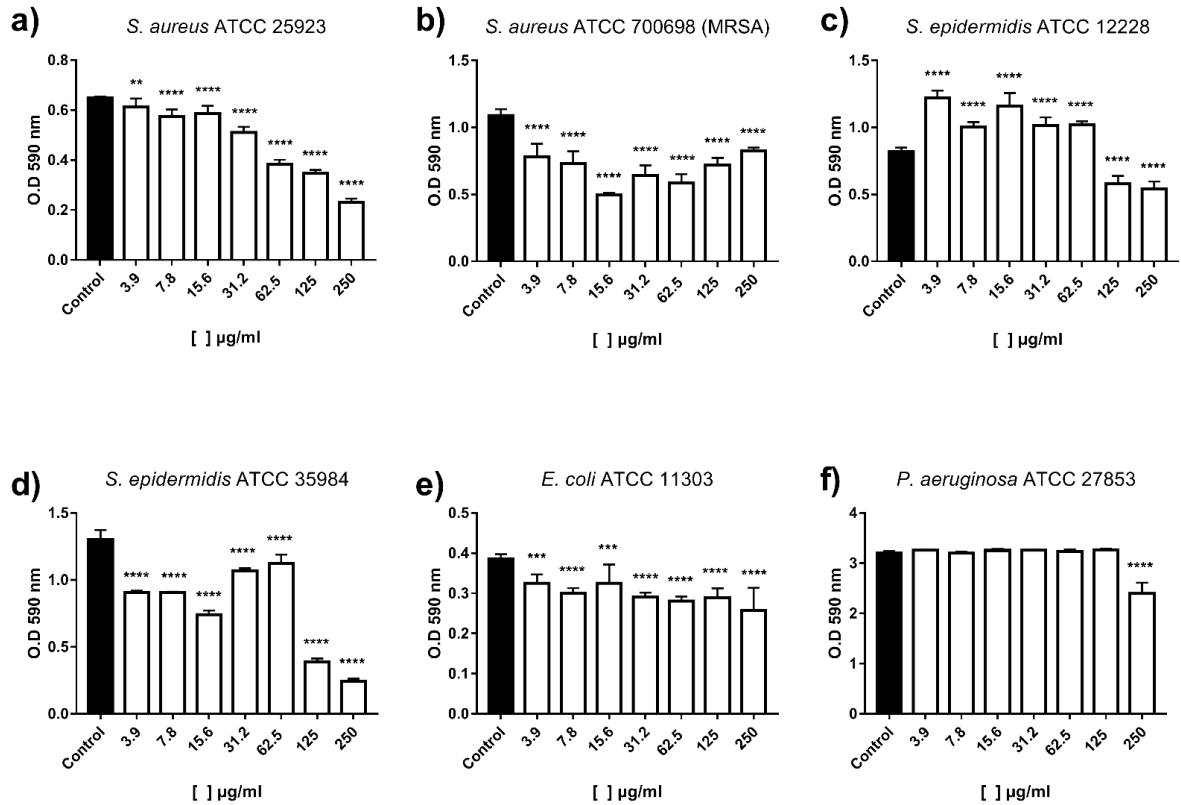 a)
S. aureus ATCC 25923
O.D 590 nm
0.8
0.6
0.4
0.2
0.0
** **** **** **** **** **** ****
Control 3.9 7.8 15.6 31.2 62.5 125 250
[ ] µg/ml
b)
S. aureus ATCC 700698 (MRSA)
O.D 590 nm
1.5
1.0
0.5
0.0
**** **** **** **** **** **** ****
Control 3.9 7.8 15.6 31.2 62.5 125 250
[ ] µg/ml
c)
S. epidermidis ATCC 12228
O.D 590 nm
1.5
1.0
0.5
0.0
**** **** **** **** **** **** ****
Control 3.9 7.8 15.6 31.2 62.5 125 250
[ ] µg/ml
d)
S. epidermidis ATCC 35984
O.D 590 nm
1.5
1.0
0.5
0.0
**** **** **** **** **** **** ****
Control 3.9 7.8 15.6 31.2 62.5 125 250
[ ] µg/ml
e)
E. coli ATCC 11303
O.D 590 nm
0.5
0.4
0.3
0.2
0.1
0.0
*** **** *** **** **** **** ****
Control 3.9 7.8 15.6 31.2 62.5 125 250
[ ] µg/ml
f)
P. aeruginosa ATCC 27853
O.D 590 nm
4
3
2
1
0
****
Control 3.9 7.8 15.6 31.2 62.5 125 250
[ ] µg/ml